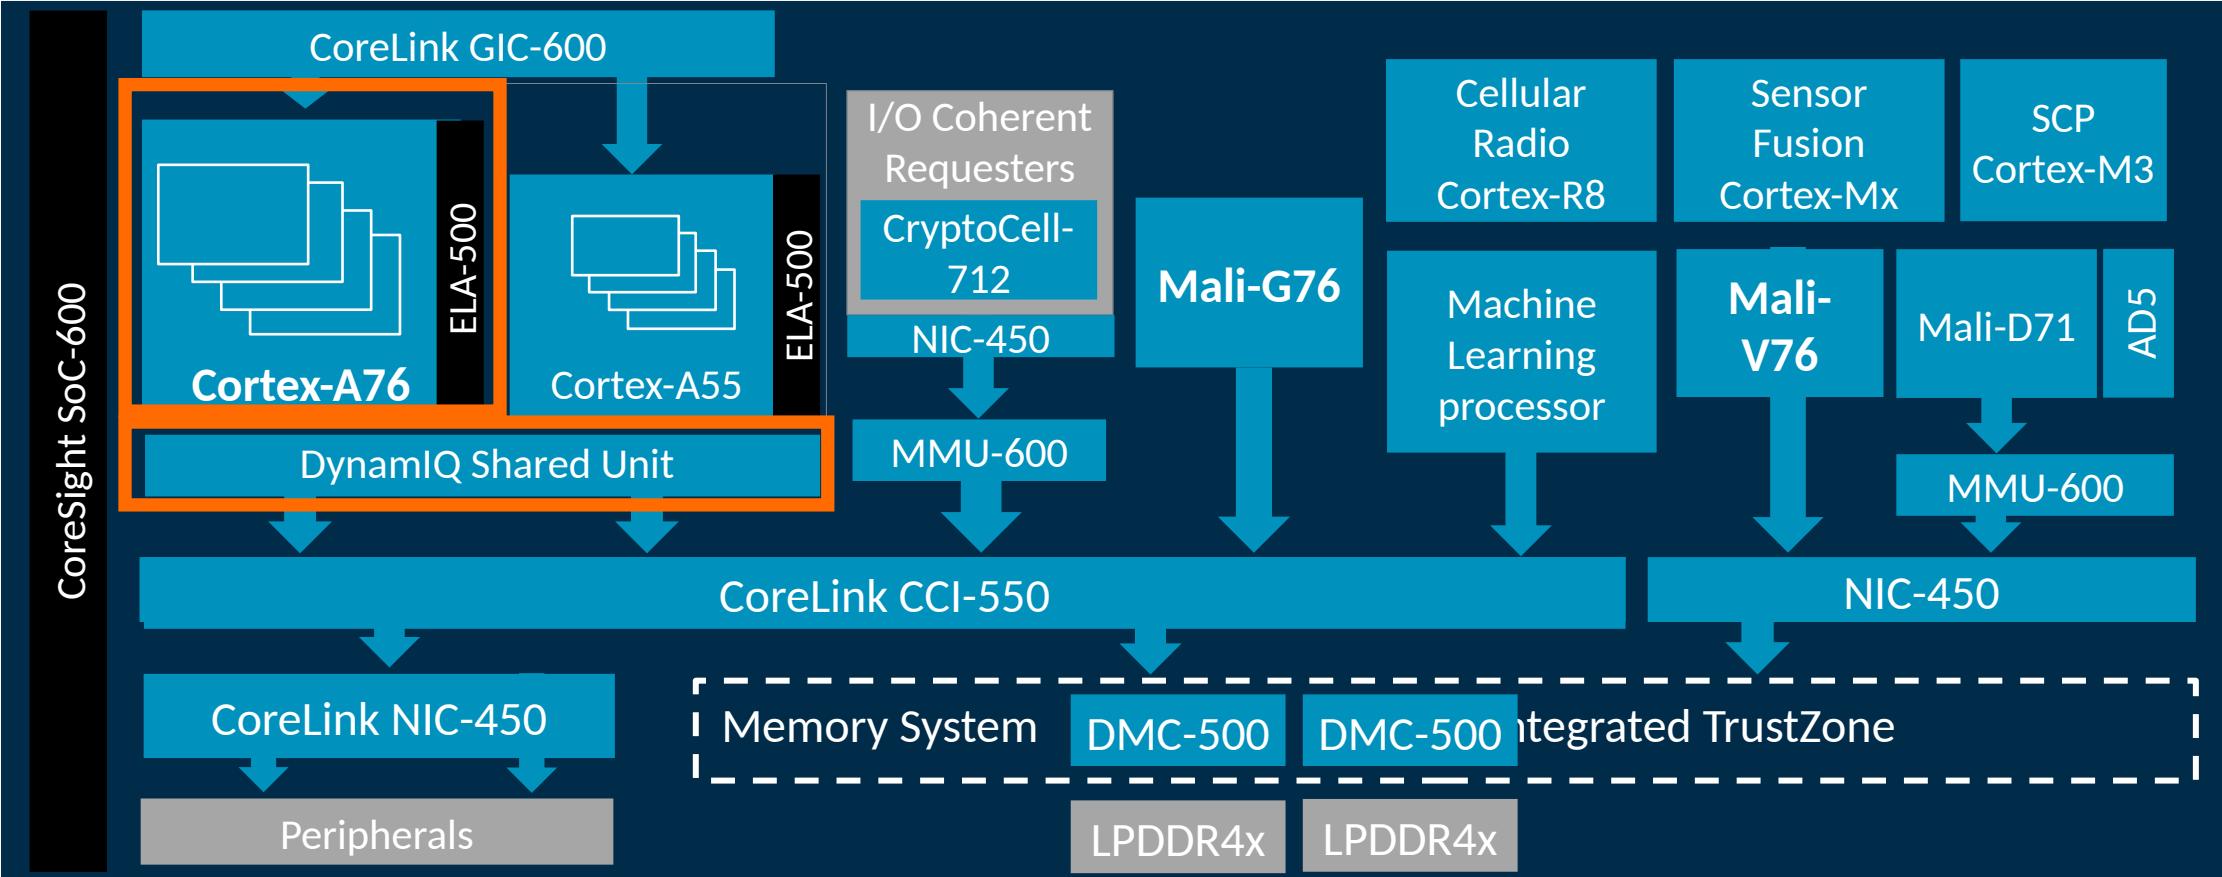 CoreSight SoC-600
CoreLink GIC-600
Cortex-A76
ELA-500
Cortex-A55
ELA-500
DynamIQ Shared Unit
I/O Coherent
Requesters
CryptoCell-
712
NIC-450
MMU-600
Mali-G76
Cellular
Radio
Cortex-R8
Sensor
Fusion
Cortex-Mx
SCP
Cortex-M3
Machine
Learning
processor
Mali-
V76
Mali-D71
AD5
MMU-600
CoreLink CCI-550
NIC-450
CoreLink NIC-450
Memory System
DMC-500
DMC-500
ntegrated TrustZone
Peripherals
LPDDR4x
LPDDR4x